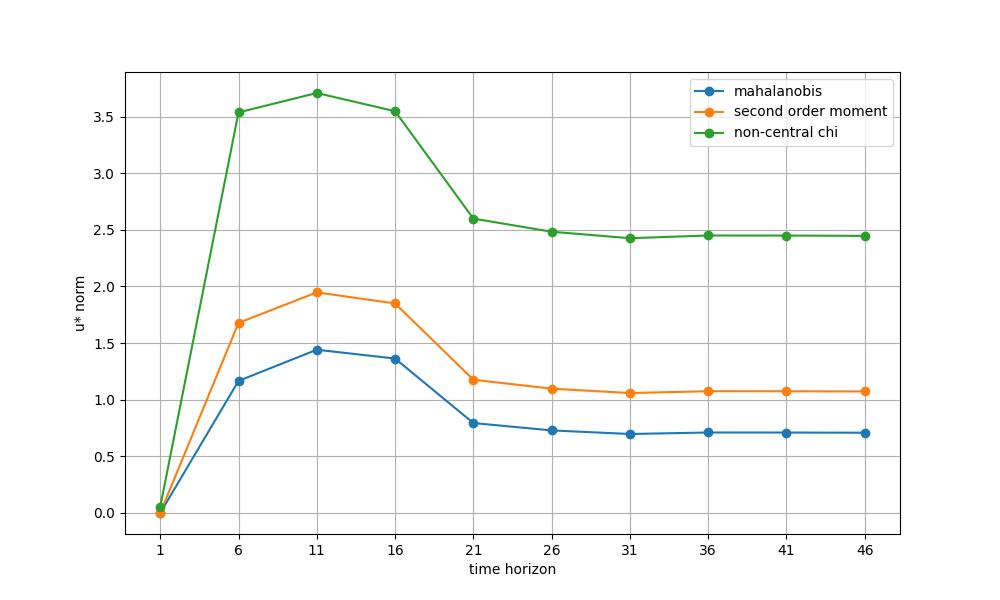 mahalanobis
second order moment
non-central chi
3.5
3.0
2.5
2.0
1.5
1.0
0.5
0.0
u* norm
1 6 11 16 21 26 31 36 41 46
time horizon